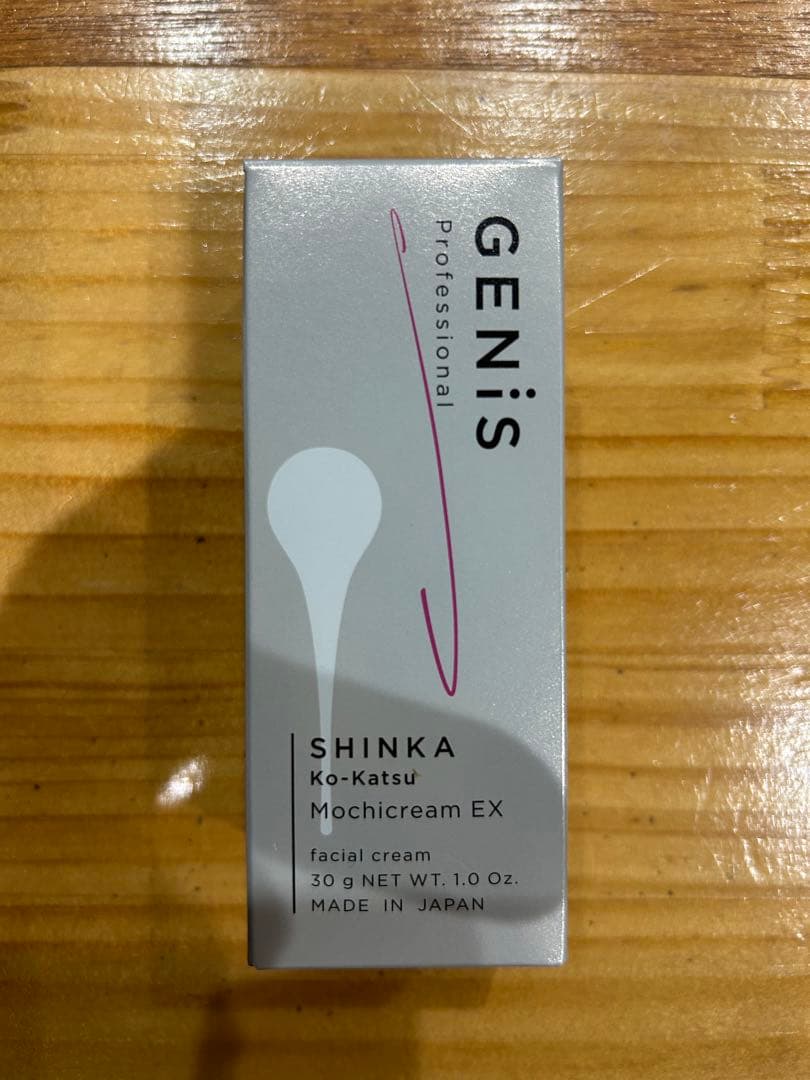 GENiS
Professional
SHINKA
Ko-Katsu
Mochicream EX
facial cream
30 g NET WT. 1.0 Oz.
MADE IN JAPAN